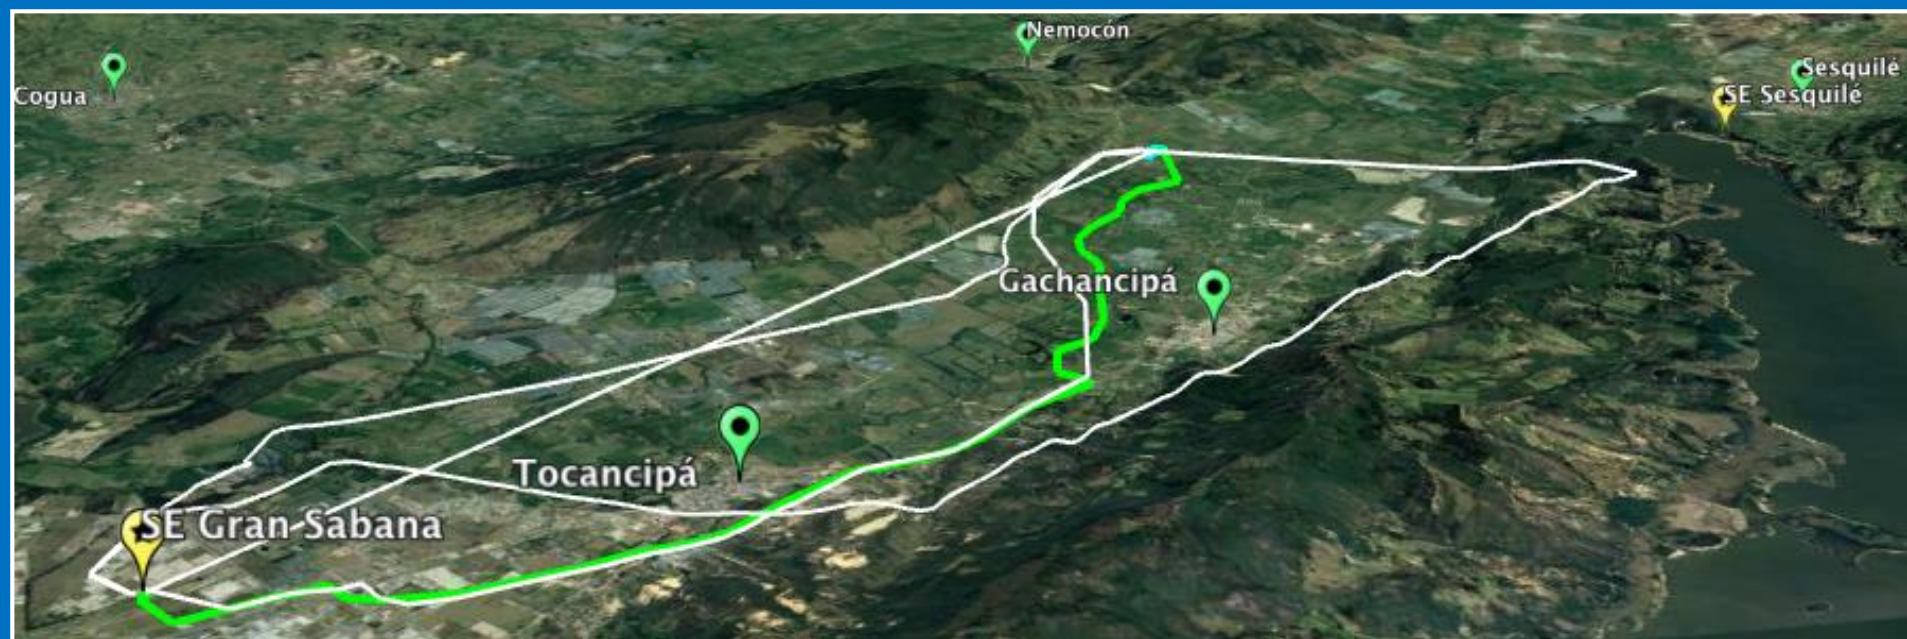 Nemocón
Cogua
Sesquilé
SE Sesquilé
Gachancipá
Tocancipá
SE Gran Sabana